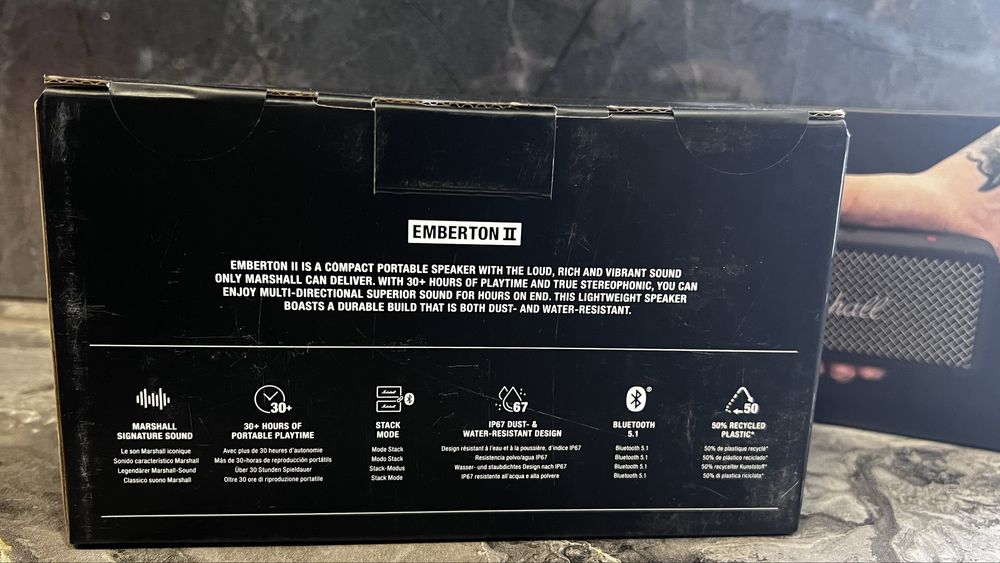 EMBERTON II
EMBERTON II IS A COMPACT PORTABLE SPEAKER WITH THE LOUD, RICH AND VIBRANT SOUND
ONLY MARSHALL CAN DELIVER. WITH 30+ HOURS OF PLAYTIME AND TRUE STEREOPHONIC, YOU CAN
ENJOY MULTI-DIRECTIONAL SUPERIOR SOUND FOR HOURS ON END. THIS LIGHTWEIGHT SPEAKER
BOASTS A DURABLE BUILD THAT IS BOTH DUST- AND WATER-RESISTANT.
MARSHALL
SIGNATURE SOUND
Le son Marshall iconique
Sonido característico Marshall
Legendärer Marshall-Sound
Classico suono Marshall
30+
30+ HOURS OF
PORTABLE PLAYTIME
Avec plus de 30 heures d'autonomie
Más de 30-horas de reproducción portátils
Über 30 Stunden Spieldauer
Oltre 30 ore di riproduzione portatile
Marshall
Marshall
STACK
MODE
Mode Stack
Modo Stack
Stack-Modus
Stack Mode
67
IP67 DUST- &
WATER-RESISTANT DESIGN
Design résistant à l'eau et à la poussière, d'indice IP67
Resistencia polvo/agua IP67
Wasser- und staubdichtes Design nach IP67
IP67 resistente all'acqua e alla polvere
BLUETOOTH
5.1
Bluetooth 5.1
Bluetooth 5.1
Bluetooth 5.1
Bluetooth 5.1
50
50% RECYCLED
PLASTIC*
50% de plastique recyclé*
50% de plástico reciclado*
50% recycelter Kunststoff*
50% di plastica riciclata*
hall